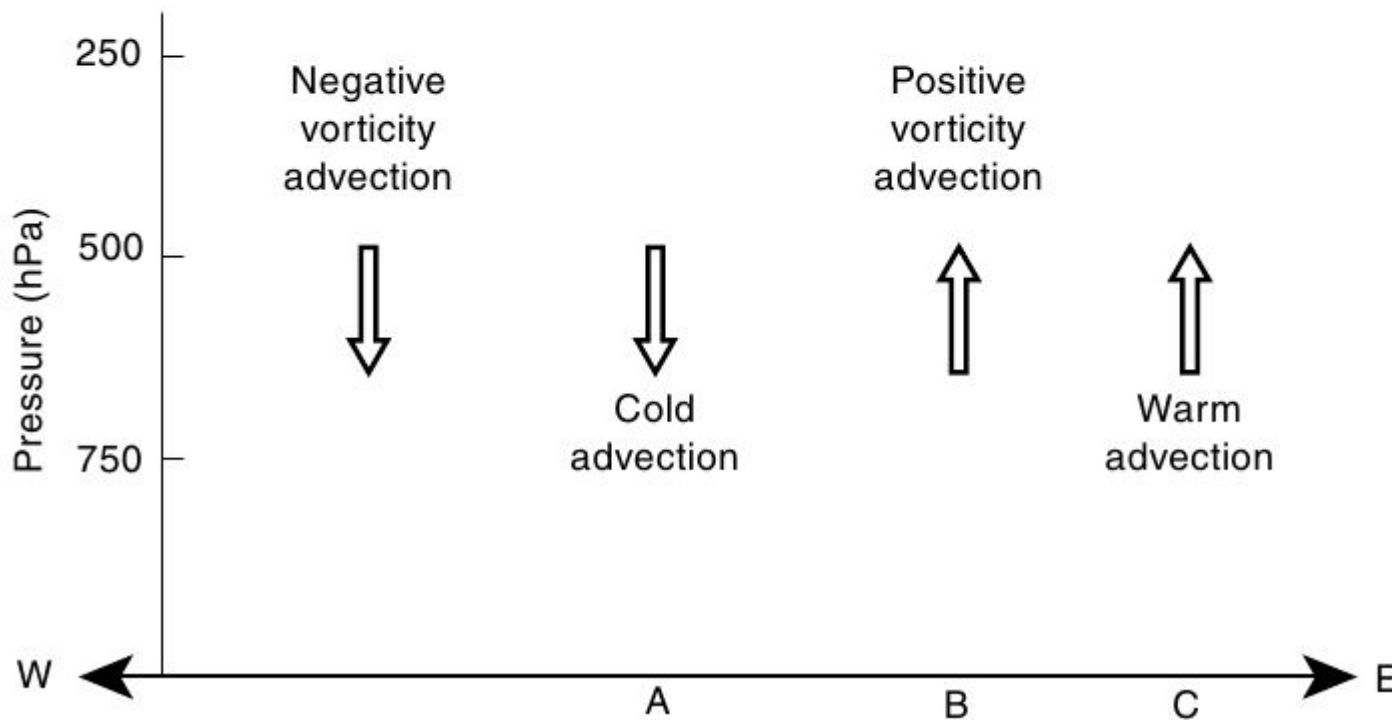 250
Negative
vorticity
advection
Positive
vorticity
advection
Pressure (hPa)
500
Cold
advection
Warm
advection
750
W
E
A
B
C